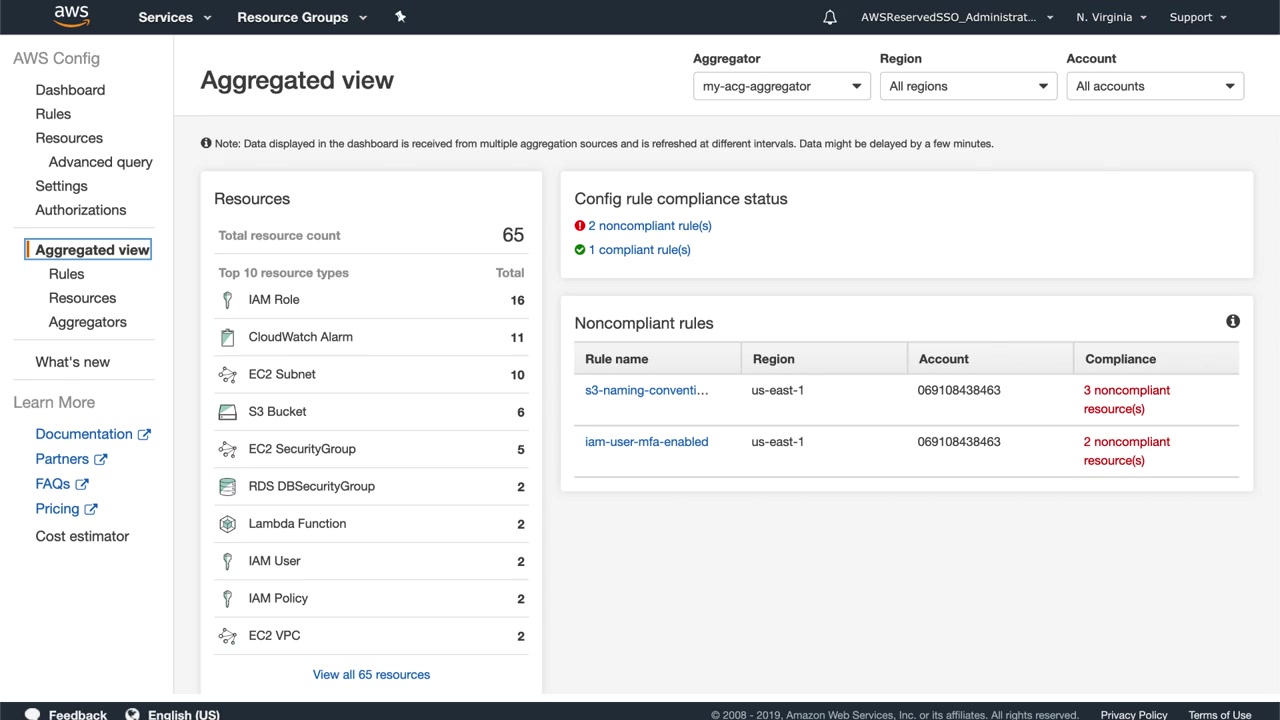 aws
Services
Resource Groups
AWSReservedSSO_Administrat...
N. Virginia
Support
AWS Config
Dashboard
Rules
Resources
Advanced query
Settings
Authorizations
Aggregated view
Rules
Resources
Aggregators
What's new
Learn More
Documentation
Partners
FAQs
Pricing
Cost estimator
Aggregated view
Aggregator
my-acg-aggregator
Region
All regions
Account
All accounts
Note: Data displayed in the dashboard is received from multiple aggregation sources and is refreshed at different intervals. Data might be delayed by a few minutes.
Resources
Total resource count 65
Top 10 resource types Total
IAM Role 16
CloudWatch Alarm 11
EC2 Subnet 10
S3 Bucket 6
EC2 SecurityGroup 5
RDS DBSecurityGroup 2
Lambda Function 2
IAM User 2
IAM Policy 2
EC2 VPC 2
View all 65 resources
Config rule compliance status
2 noncompliant rule(s)
1 compliant rule(s)
Noncompliant rules
Rule name Region Account Compliance
s3-naming-conventi... us-east-1 069108438463 3 noncompliant
resource(s)
iam-user-mfa-enabled us-east-1 069108438463 2 noncompliant
resource(s)
Feedback
English (US)
© 2008 - 2019, Amazon Web Services, Inc. or its affiliates. All rights reserved.
Privacy Policy
Terms of Use